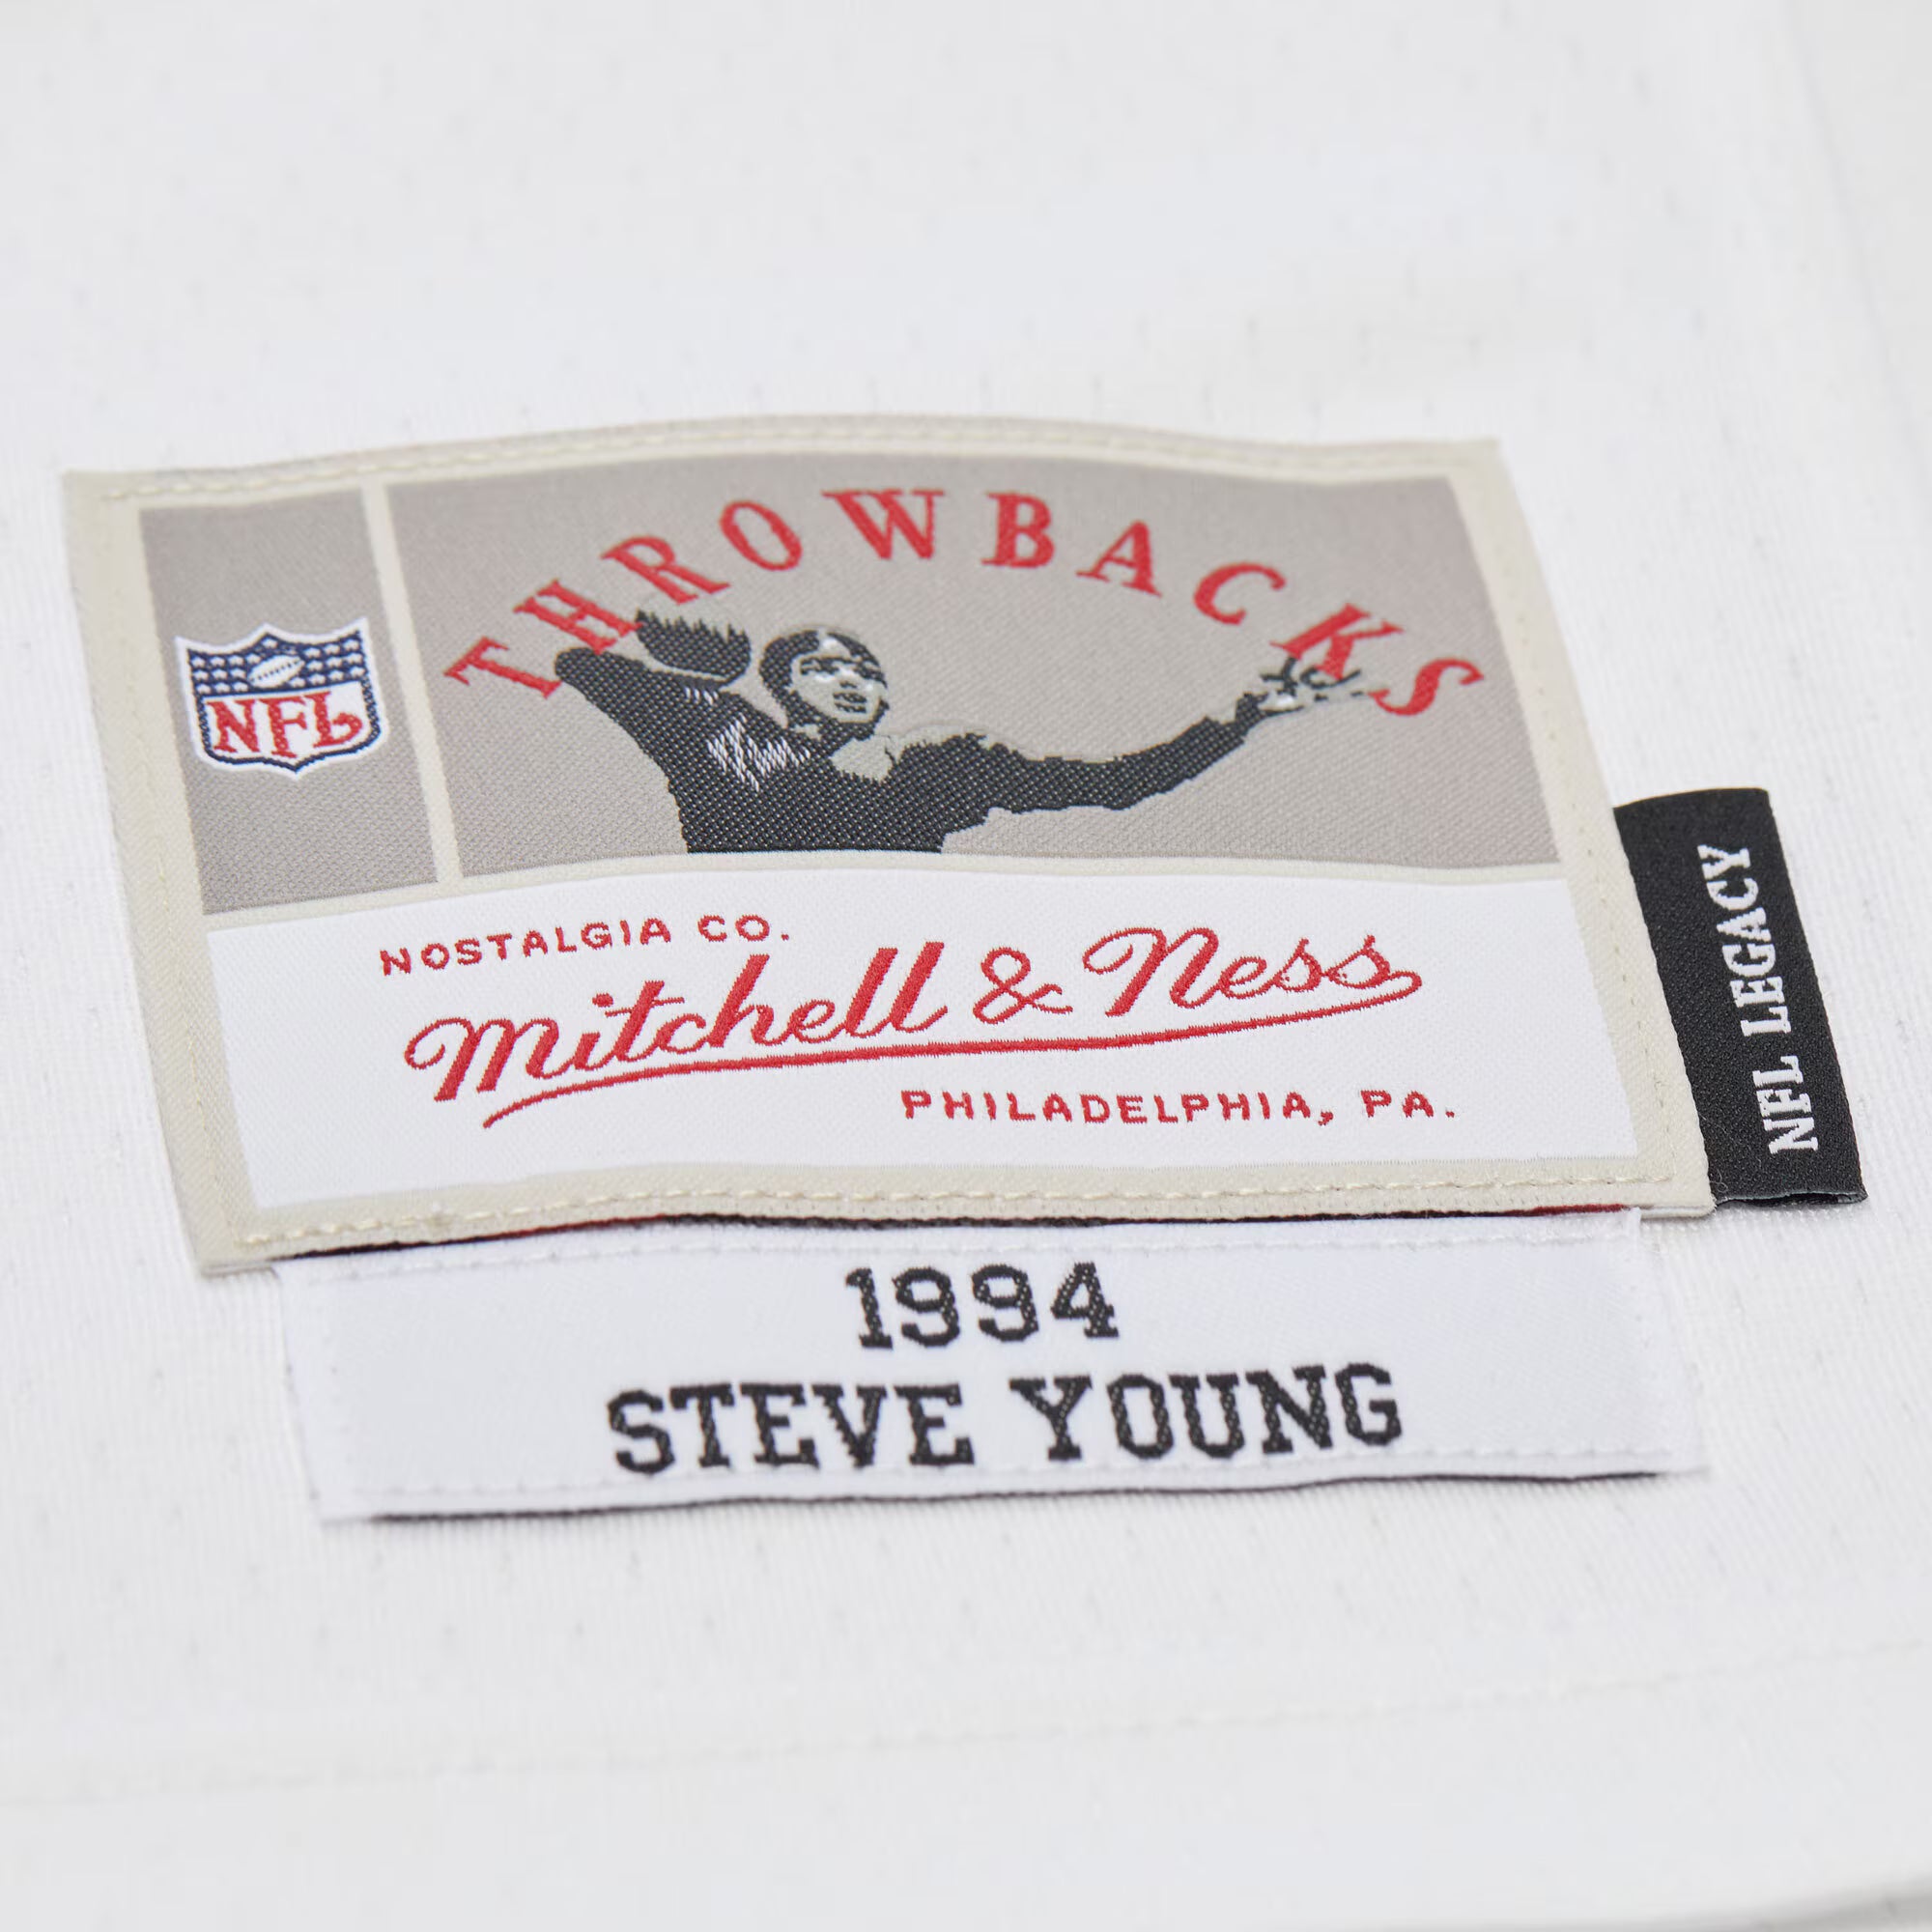 THROWBACKS
NFL
NOSTALGIA CO.
Mitchell & Ness
PHILADELPHIA, PA.
NFL LEGACY
1994
STEVE YOUNG